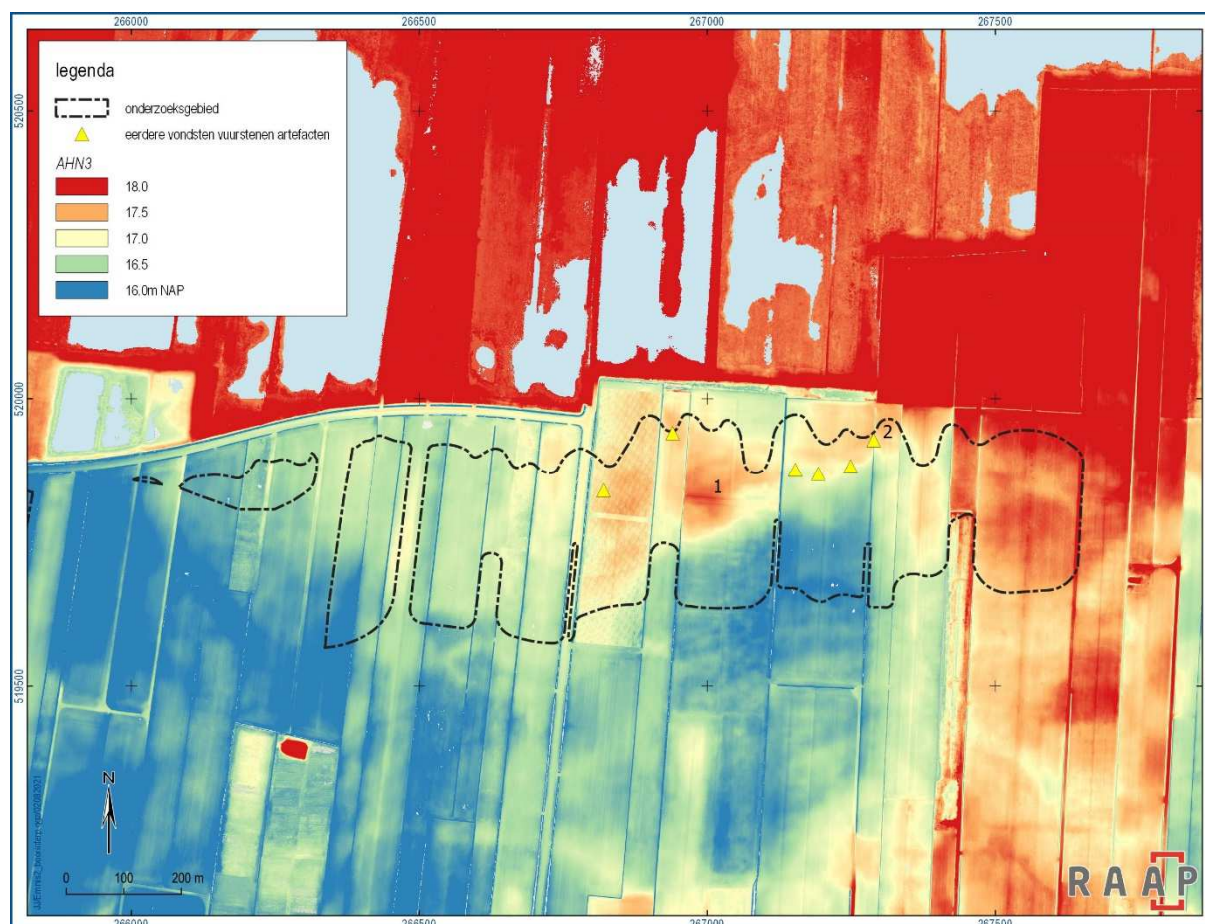 266000 266500 267000 267500
legenda
onderzoeksgebied
eerdere vondsten vuurstenen artefacten
AHN3
18.0
17.5
17.0
16.5
16.0m NAP
520500
520000
519500
2
1
N
0 100 200 m
RAAP
266000 266500 267000 267500